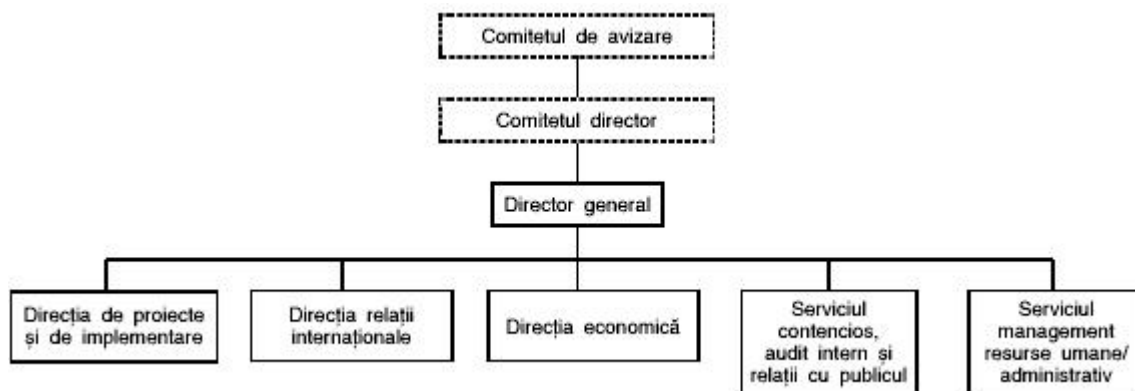 Comitetul de avizare
Comitetul director
Director general
Direcția de proiecte
și de implementare
Direcția relații
internaționale
Direcția economică
Serviciul
contencios,
audit intern și
relații cu publicul
Serviciul
management
resurse umane/
administrativ